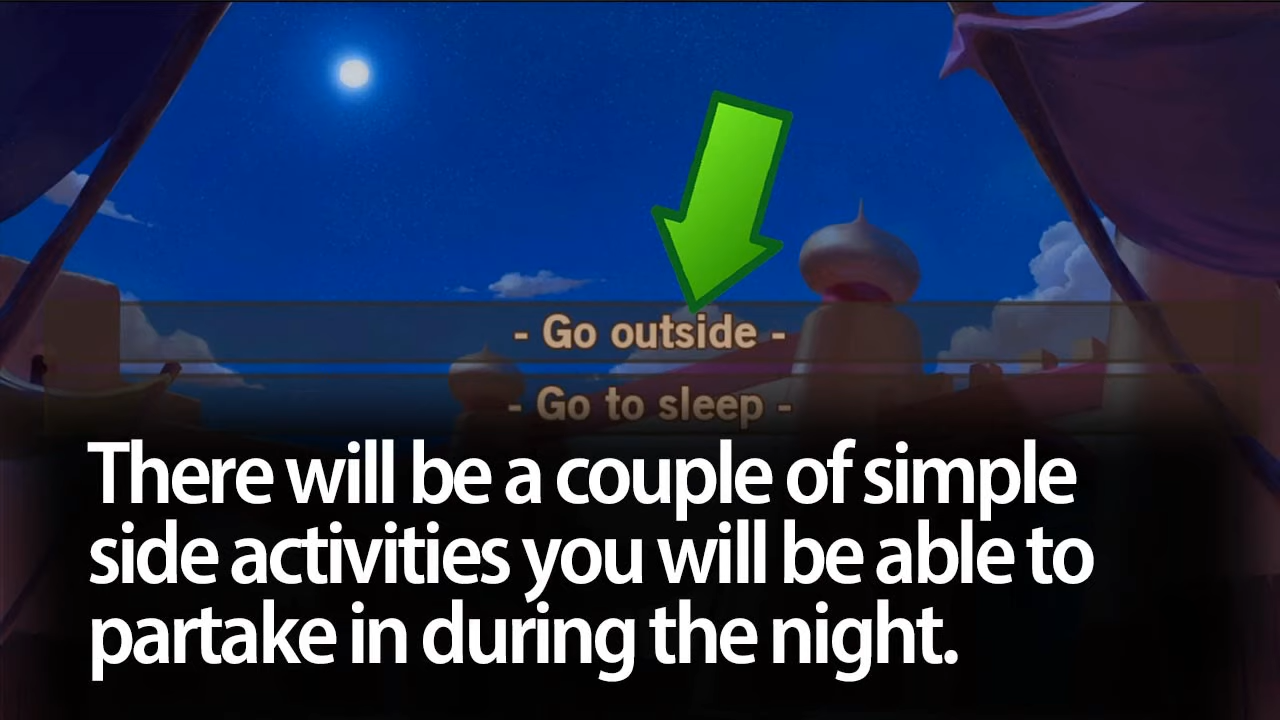 - Go outside -
- Go to sleep -
There will be a couple of simple
side activities you will be able to
partake in during the night.